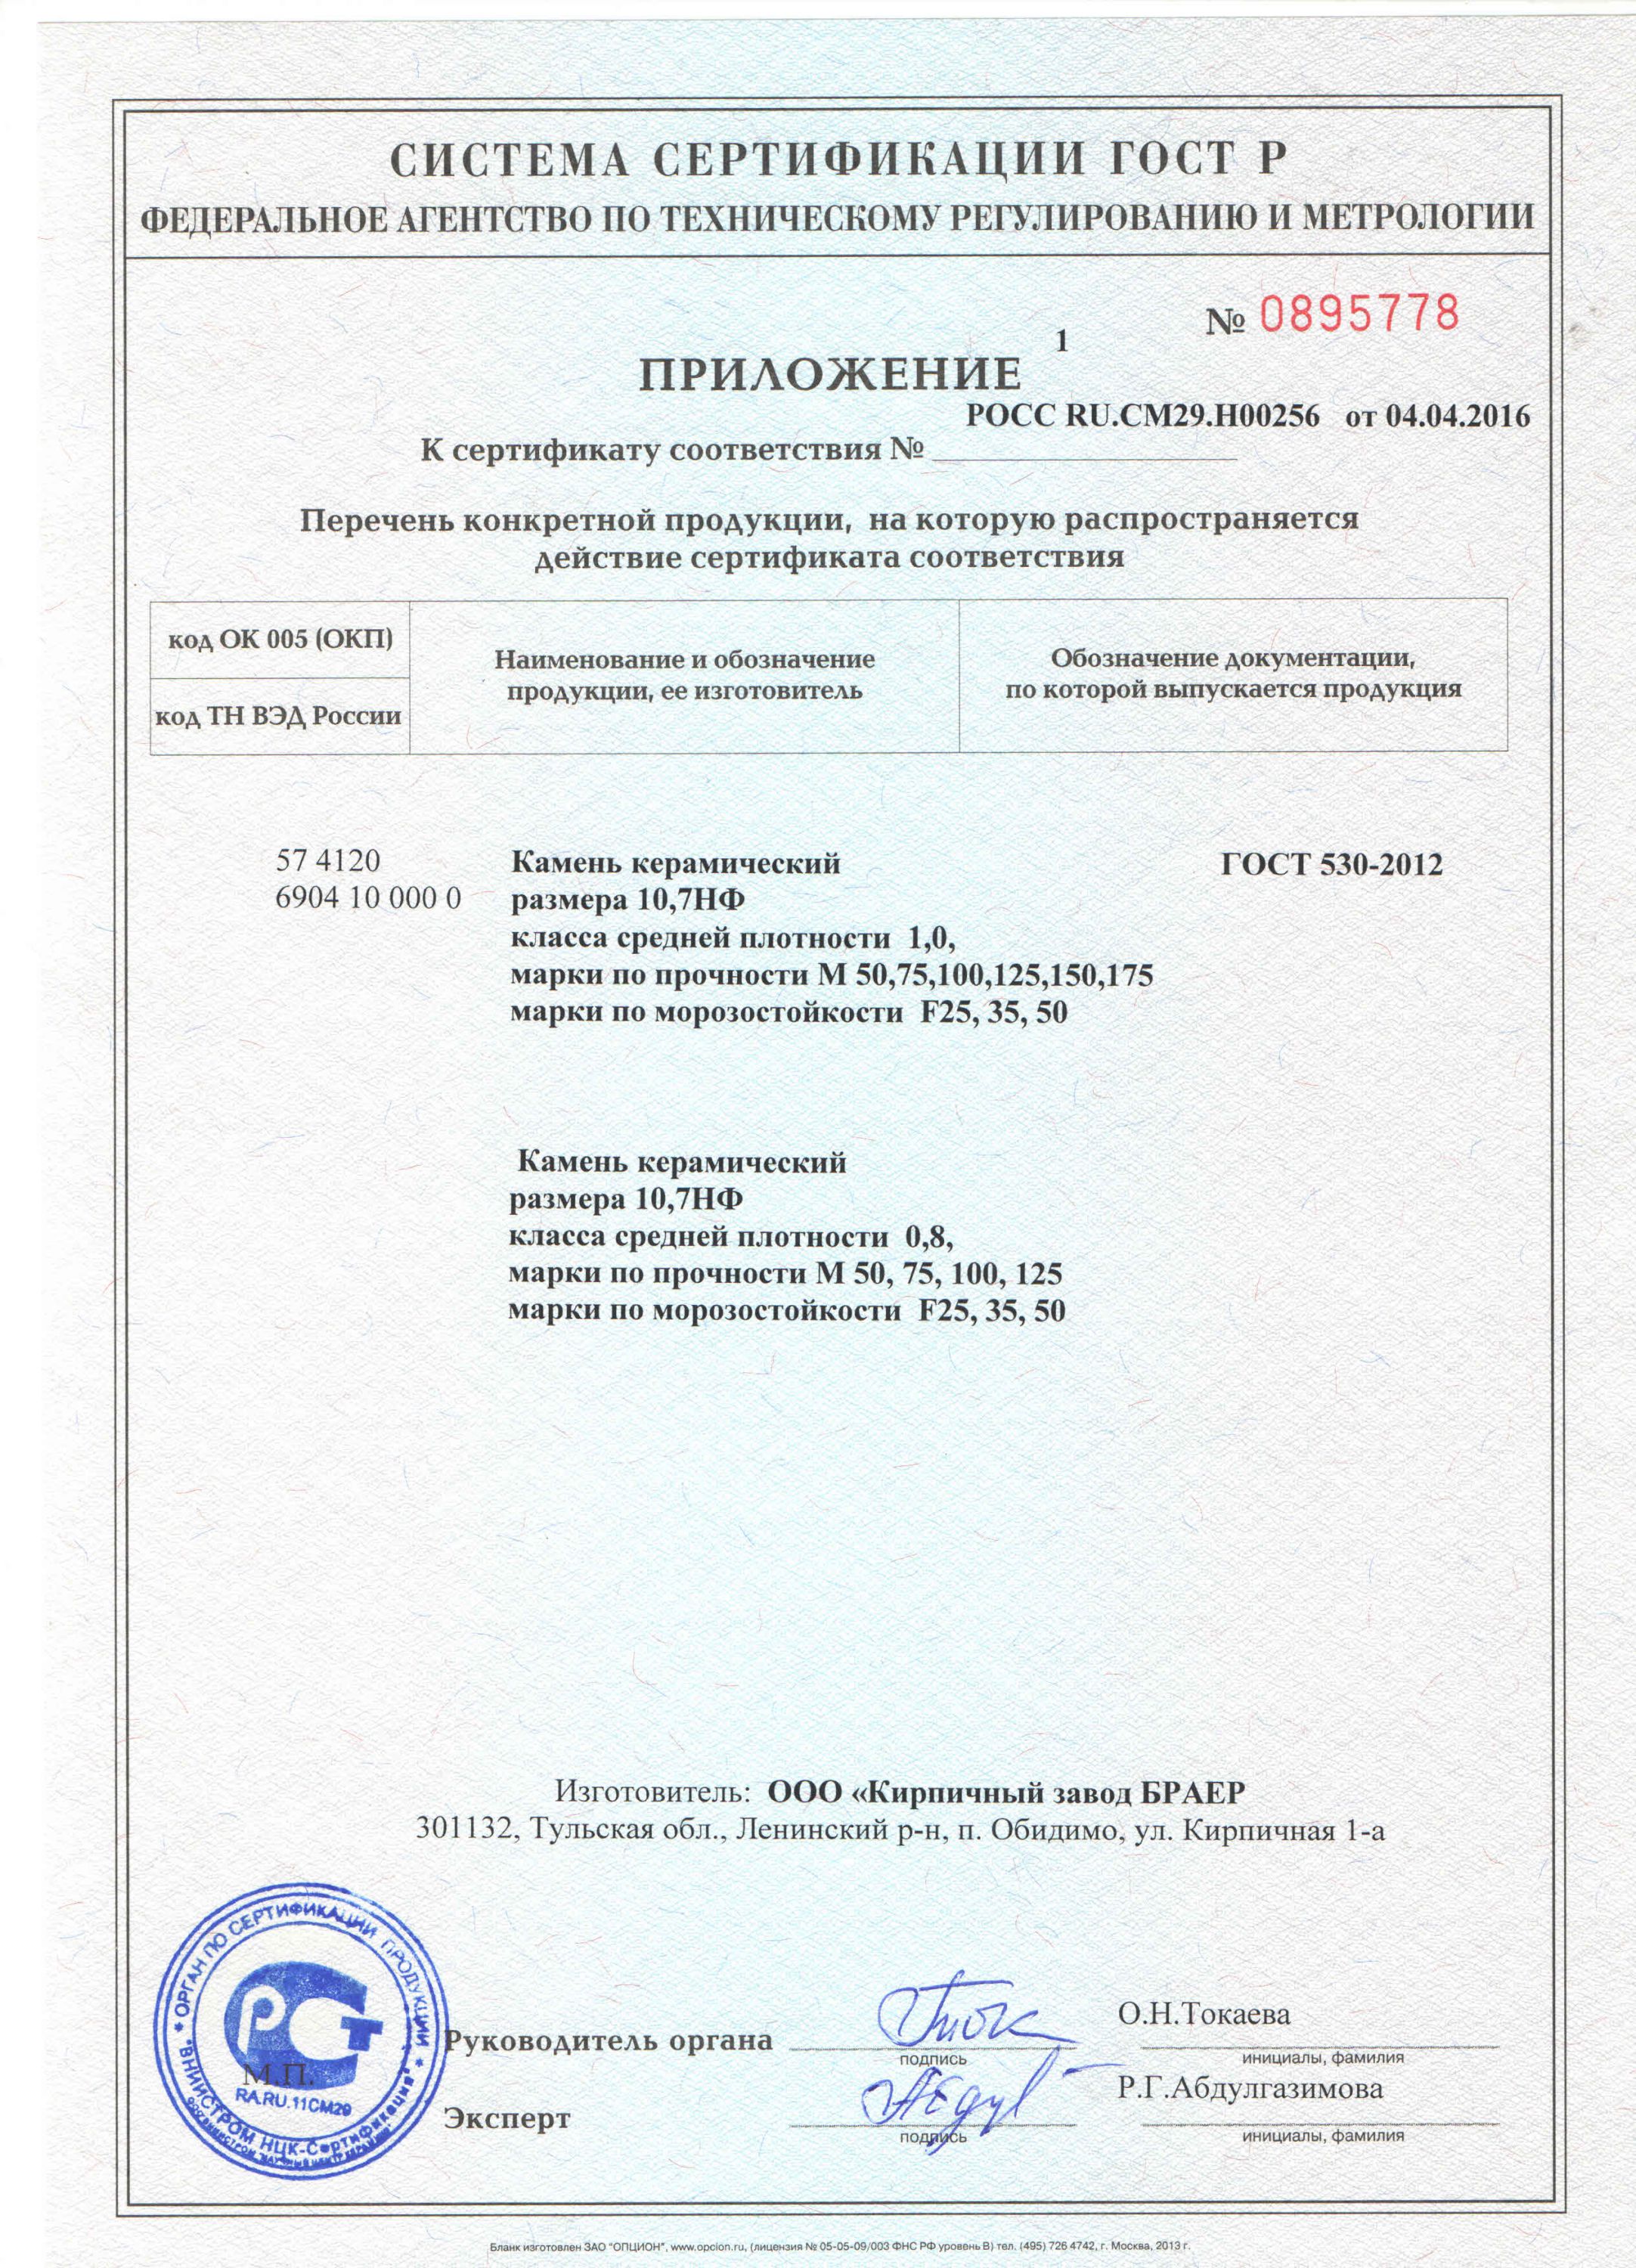 СИСТЕМА СЕРТИФИКАЦИИ ГОСТ Р
ФЕДЕРАЛЬНОЕ АГЕНТСТВО ПО ТЕХНИЧЕСКОМУ РЕГУЛИРОВАНИЮ И МЕТРОЛОГИИ
№ 0895778
1
ПРИЛОЖЕНИЕ
РОСС RU.СМ29.Н00256 от 04.04.2016
К сертификату соответствия №
Перечень конкретной продукции, на которую распространяется
действие сертификата соответствия
код ОК 005 (ОКП)
код ТН ВЭД России
Наименование и обозначение
продукции, ее изготовитель
Обозначение документации,
по которой выпускается продукция
57 4120 Камень керамический ГОСТ 530-2012
6904 10 000 0 размера 10,7НФ
класса средней плотности 1,0,
марки по прочности М 50,75,100,125,150,175
марки по морозостойкости F25, 35, 50
Камень керамический
размера 10,7НФ
класса средней плотности 0,8,
марки по прочности М 50, 75, 100, 125
марки по морозостойкости F25, 35, 50
Изготовитель: ООО «Кирпичный завод БРАЕР
301132, Тульская обл., Ленинский р-н, п. Обидимо, ул. Кирпичная 1-а
* ОРГАН ПО СЕРТИФИКАЦИИ ПРОДУКЦИИ *
"ВНИИСТРОМ НЦК-Сертификация"
М.П.
RA.RU.11СМ29
Руководитель органа
подпись
О.Н.Токаева
инициалы, фамилия
Эксперт
подпись
Р.Г.Абдулгазимова
инициалы, фамилия
Бланк изготовлен ЗАО "ОПЦИОН", www.opcion.ru, (лицензия № 05-05-09/003 ФНС РФ уровень В) тел. (495) 726 4742, г. Москва, 2013 г.